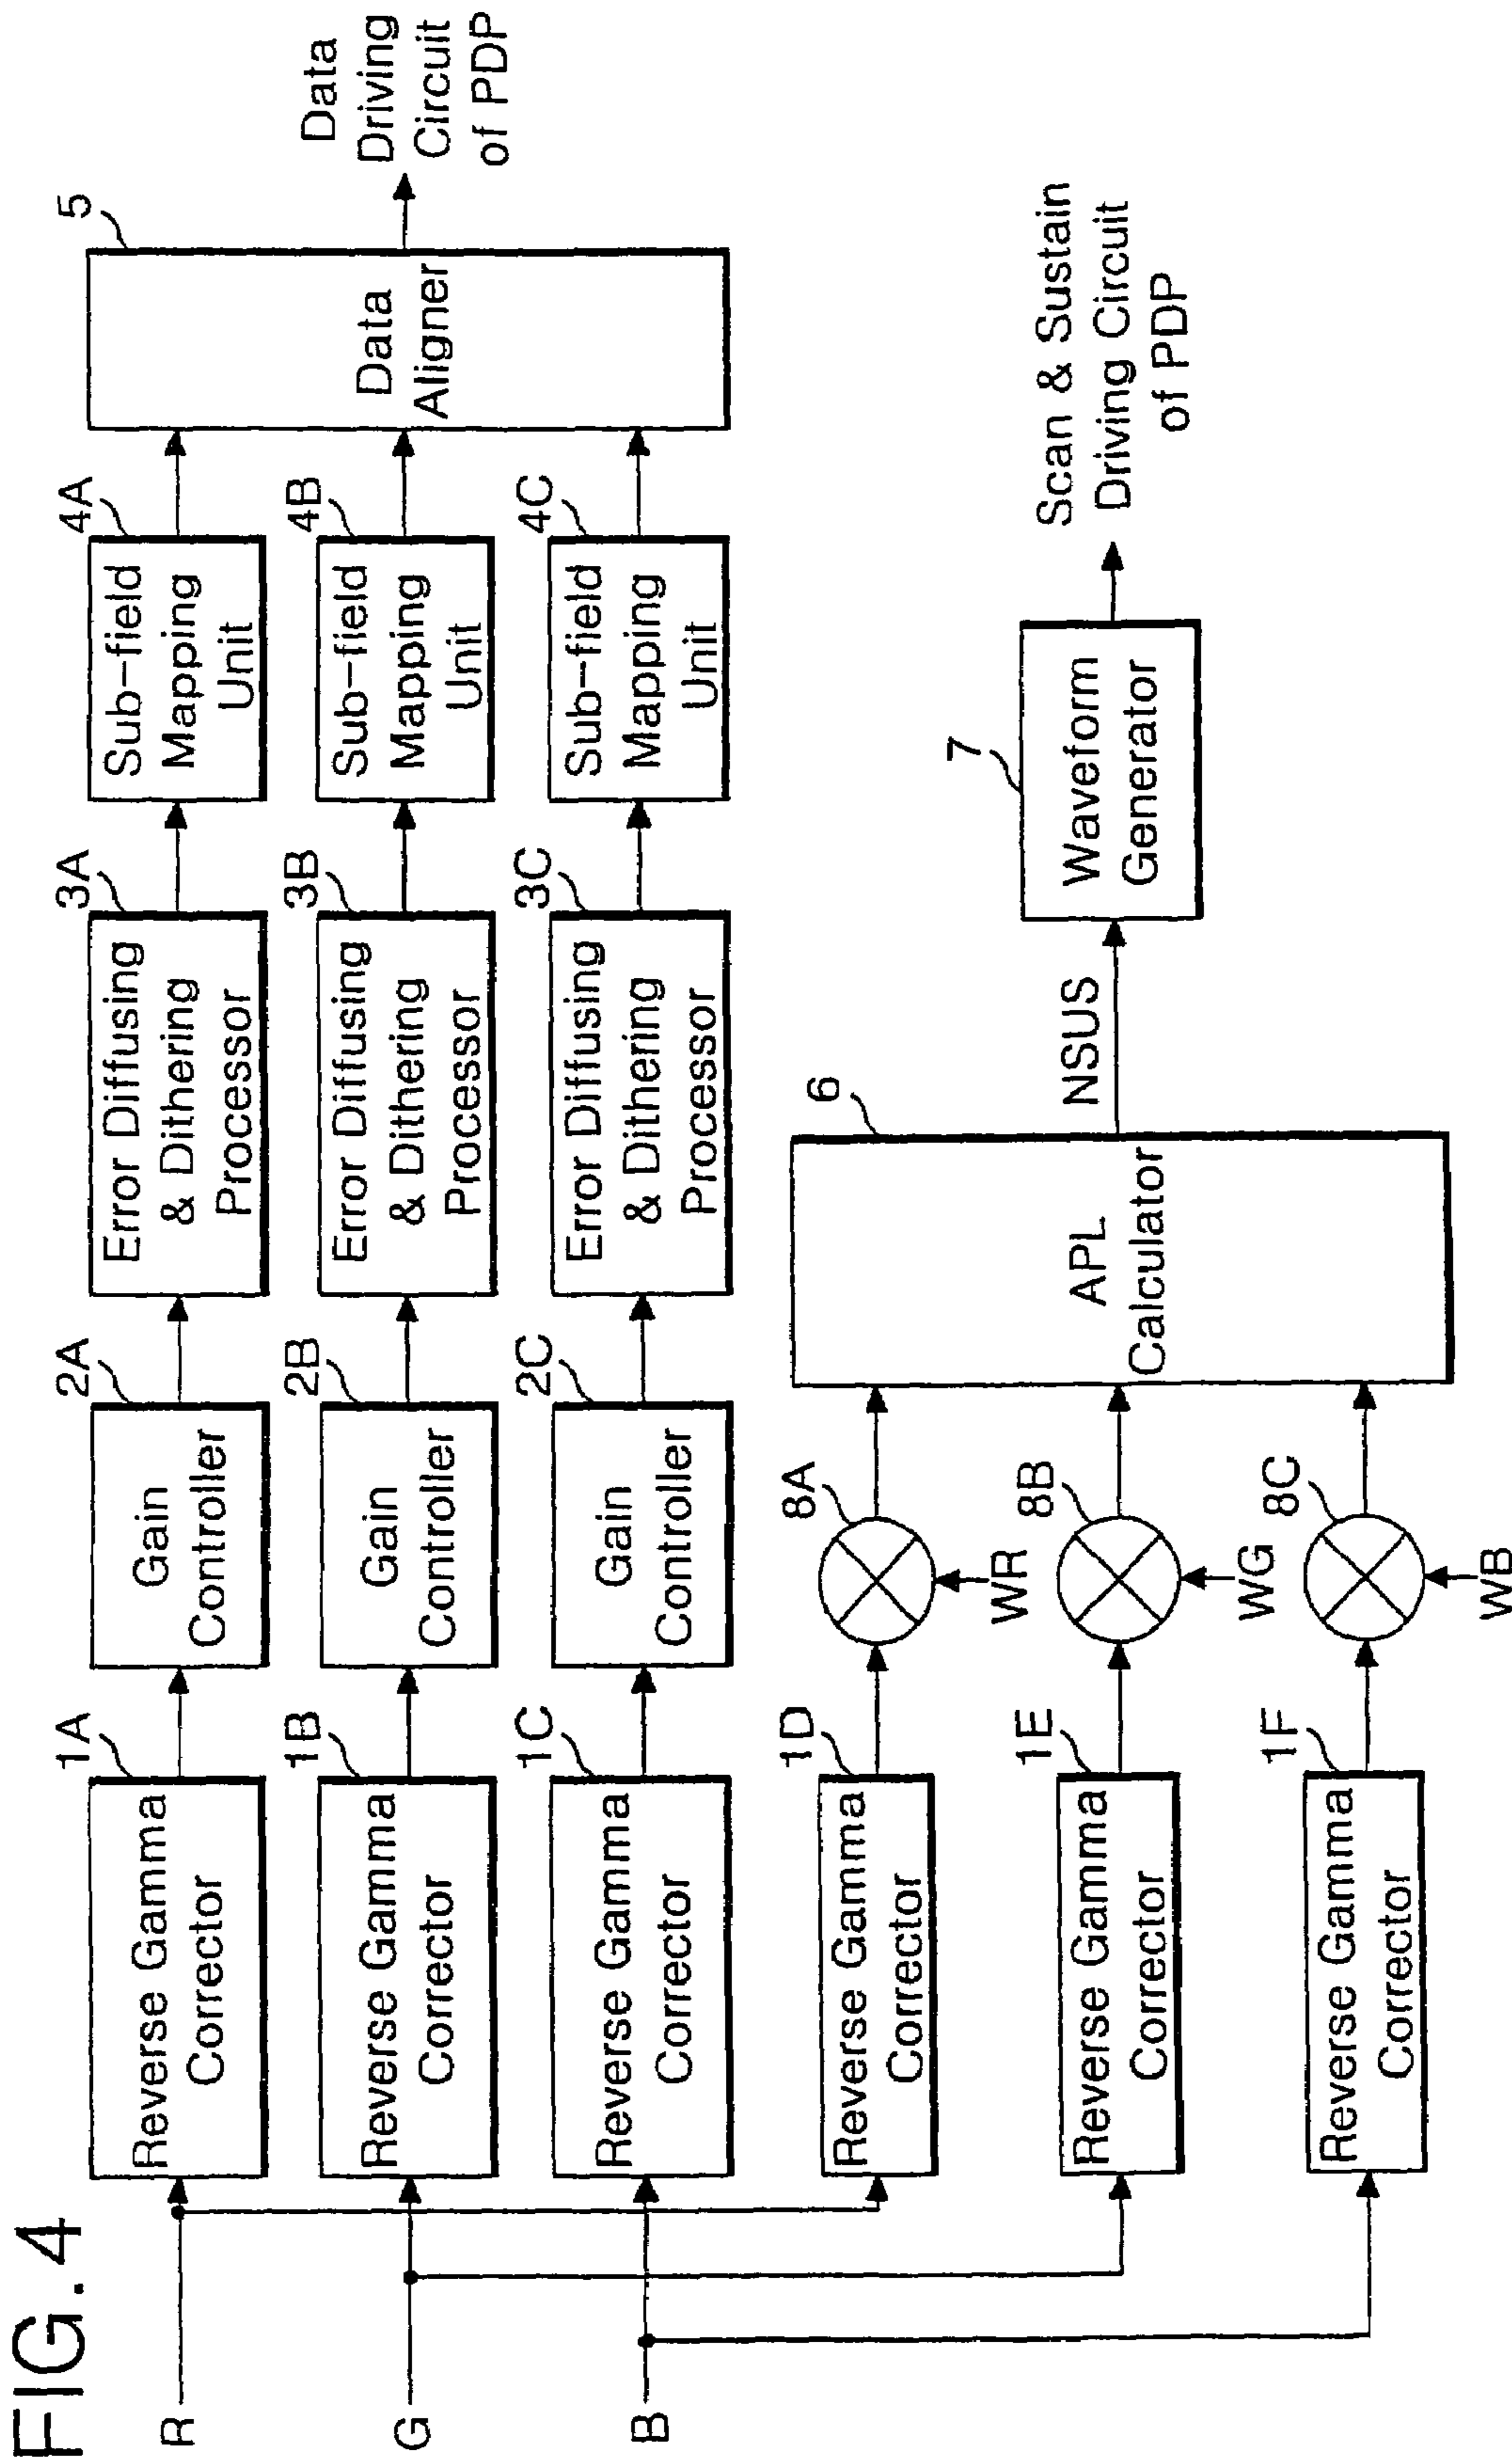 FIG. 4
R
G
B
1A
Reverse Gamma
Corrector
2A
Gain
Controller
3A
Error Diffusing
& Dithering
Processor
4A
Sub-field
Mapping
Unit
1B
Reverse Gamma
Corrector
2B
Gain
Controller
3B
Error Diffusing
& Dithering
Processor
4B
Sub-field
Mapping
Unit
1C
Reverse Gamma
Corrector
2C
Gain
Controller
3C
Error Diffusing
& Dithering
Processor
4C
Sub-field
Mapping
Unit
5
Data
Aligner
Data
Driving
Circuit
of PDP
1D
Reverse Gamma
Corrector
8A
WR
1E
Reverse Gamma
Corrector
8B
WG
1F
Reverse Gamma
Corrector
8C
WB
6
APL
Calculator
NSUS
7
Waveform
Generator
Scan & Sustain
Driving Circuit
of PDP